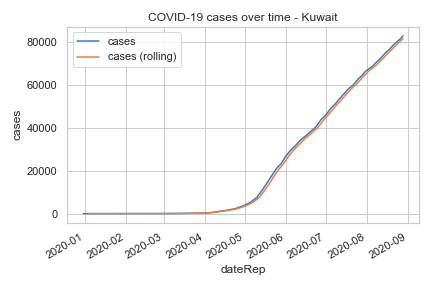 COVID-19 cases over time - Kuwait
cases
cases (rolling)
80000
60000
40000
20000
0
cases
2020-01
2020-02
2020-03
2020-04
2020-05
2020-06
2020-07
2020-08
2020-09
dateRep